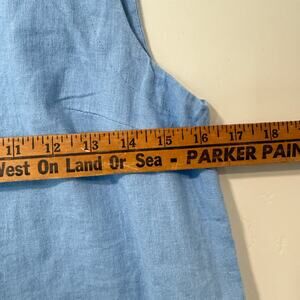 11 12 13 14 15 16 17 18
West On Land Or Sea - PARKER PAIN